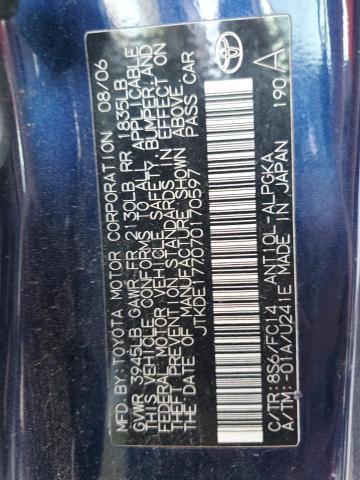 MFD BY: TOYOTA MOTOR CORPORATION 08/06
GVWR 3945LB GAWR FR 2130LB RR 1835LB
THIS VEHICLE CONFORMS TO ALL APPLICABLE
FEDERAL MOTOR VEHICLE SAFETY, BUMPER, AND
THEFT PREVENTION STANDARDS IN EFFECT ON
THE DATE OF MANUFACTURE SHOWN ABOVE.
JTKDE177070170597 PASS CAR
C/TR: 8S6/FC14 ANT10L-ALPGKA
A/TM: -01A/U241E MADE IN JAPAN
TOYOTA
190 A